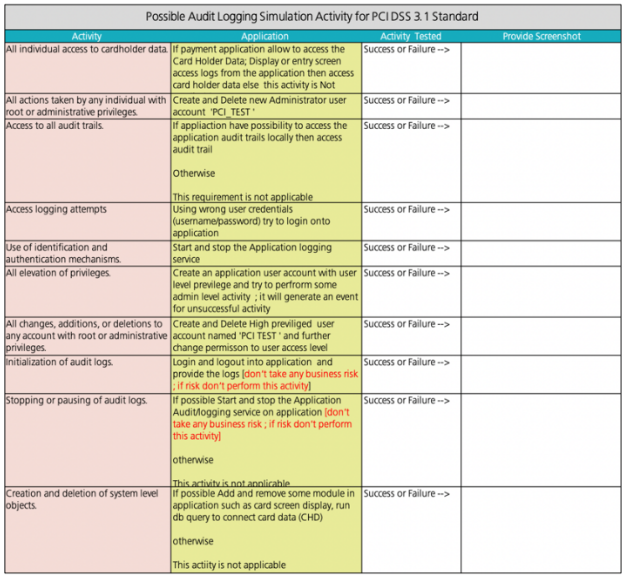 Possible Audit Logging Simulation Activity for PCI DSS 3.1 Standard
Activity
Application
Activity Tested
Provide Screenshot
All individual access to cardholder data.
If payment application allow to access the
Card Holder Data; Display or entry screen
access logs from the application then access
card holder data else this activity is Not
Success or Failure -->
All actions taken by any individual with
root or administrative privileges.
Create and Delete new Administrator user
account 'PCI_TEST '
Success or Failure -->
Access to all audit trails.
If appliaction have possibility to access the
application audit trails locally then access
audit trail
Otherwise
This requirement is not applicable
Success or Failure -->
Access logging attempts
Using wrong user credentials
(username/password) try to login onto
application
Success or Failure -->
Use of identification and
authentication mechanisms.
Start and stop the Application logging
service
Success or Failure -->
All elevation of privileges.
Create an application user account with user
level previlege and try to perfrorm some
admin level activity ; it will generate an event
for unsuccessful activity
Success or Failure -->
All changes, additions, or deletions to
any account with root or administrative
privileges.
Create and Delete High previliged user
account named 'PCI TEST ' and further
change permisson to user access level
Success or Failure -->
Initialization of audit logs.
Login and logout into application and
provide the logs [don't take any business risk
; if risk don't perform this activity]
Success or Failure -->
Stopping or pausing of audit logs.
If possible Start and stop the Application
Audit/logging service on application [don't
take any business risk ; if risk don't perform
this activity]
otherwise
This activity is not applicable
Success or Failure -->
Creation and deletion of system level
objects.
If possible Add and remove some module in
application such as card screen display, run
db query to connect card data (CHD)
otherwise
This actiity is not applicable
Success or Failure -->